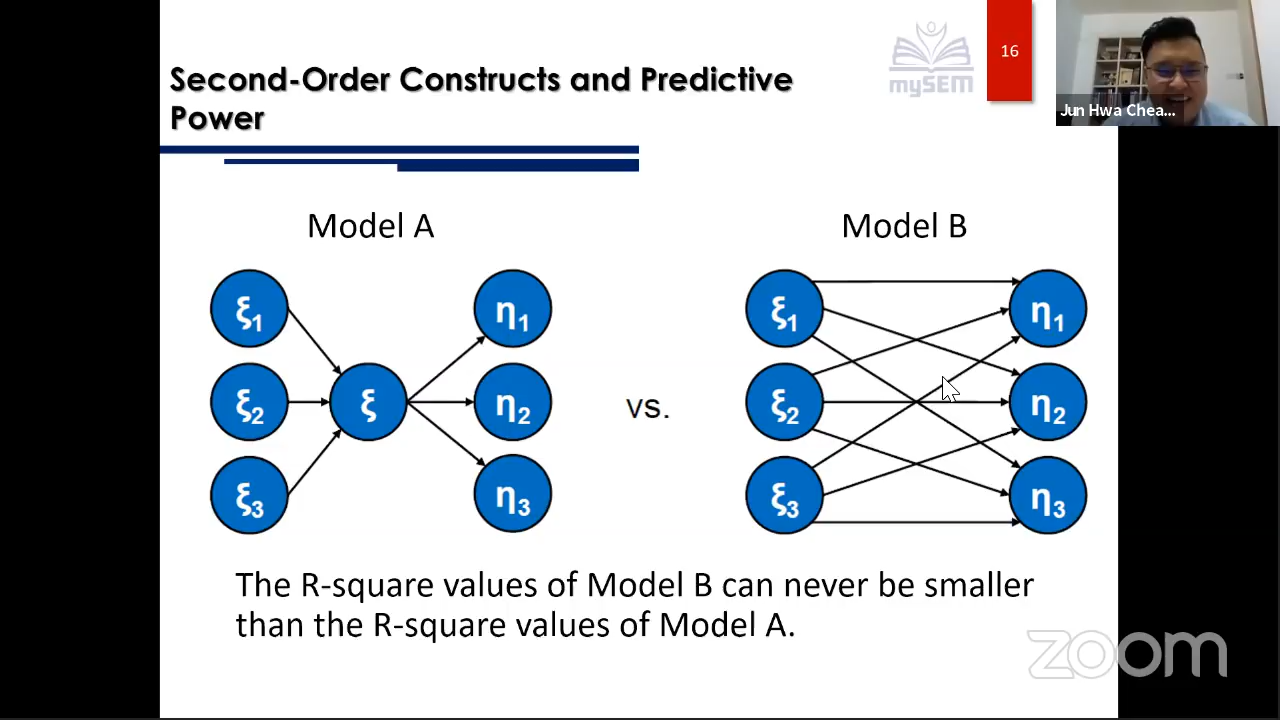 Second-Order Constructs and Predictive
Power
mySEM
16
Jun Hwa Chea...
Model A
Model B
ξ1
ξ2
ξ3
ξ
η1
η2
η3
vs.
ξ1
ξ2
ξ3
η1
η2
η3
The R-square values of Model B can never be smaller
than the R-square values of Model A.
zoom